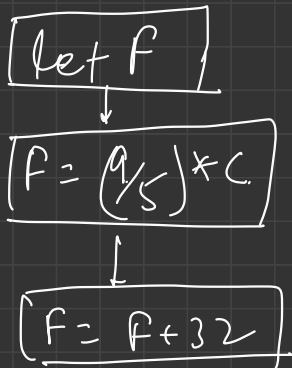 let F
F = (9/5) * C
F = F + 32